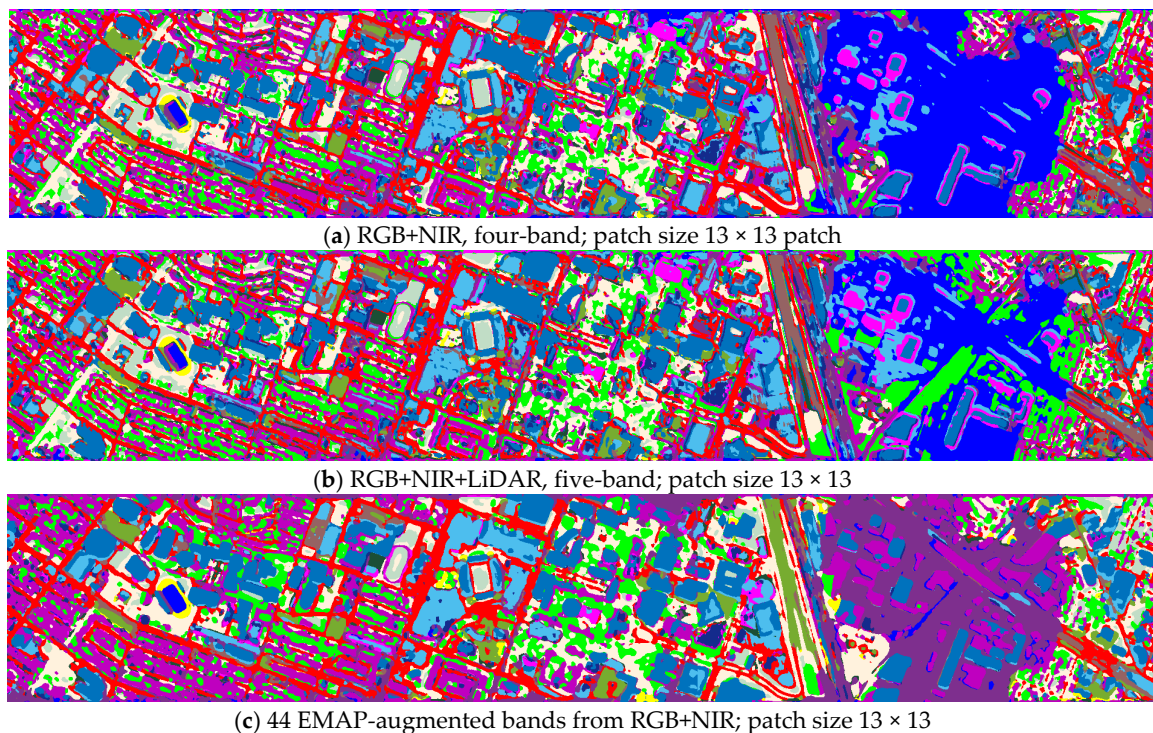 (a) RGB+NIR, four-band; patch size 13 × 13 patch
(b) RGB+NIR+LiDAR, five-band; patch size 13 × 13
(c) 44 EMAP-augmented bands from RGB+NIR; patch size 13 × 13